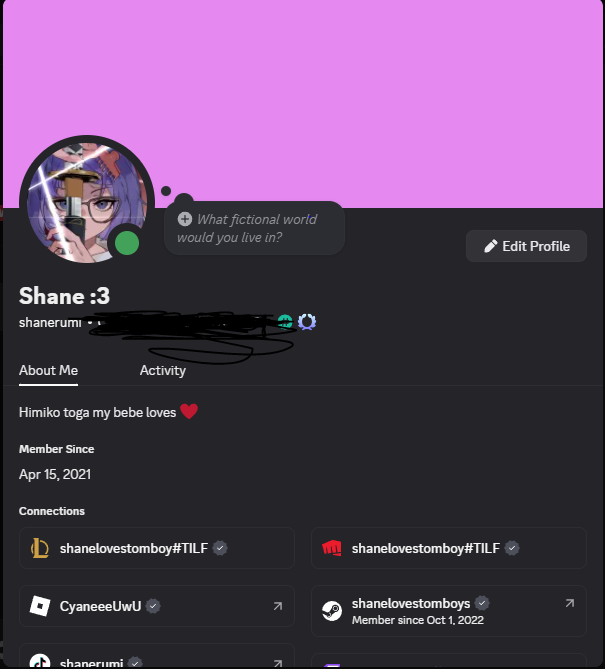 What fictional world
would you live in?
Edit Profile
Shane :3
shanerumi •
About Me
Activity
Himiko toga my bebe loves ❤️
Member Since
Apr 15, 2021
Connections
shanelovestomboy#TILF
shanelovestomboy#TILF
CyaneeeUwU
shanelovestomboys
Member since Oct 1, 2022
shanerumi